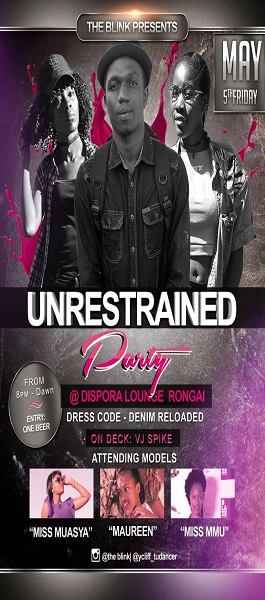 THE BLINK PRESENTS
MAY
5TH FRIDAY
UNRESTRAINED
Party
FROM
8PM - Dawn
ENTRY:
ONE BEER
@ DISPORA LOUNGE RONGAI
DRESS CODE - DENIM RELOADED
ON DECK: VJ SPIKE
ATTENDING MODELS
"MISS MUASYA"
"MAUREEN"
"MISS MMU"
@the blink| @ycliff_tudancer